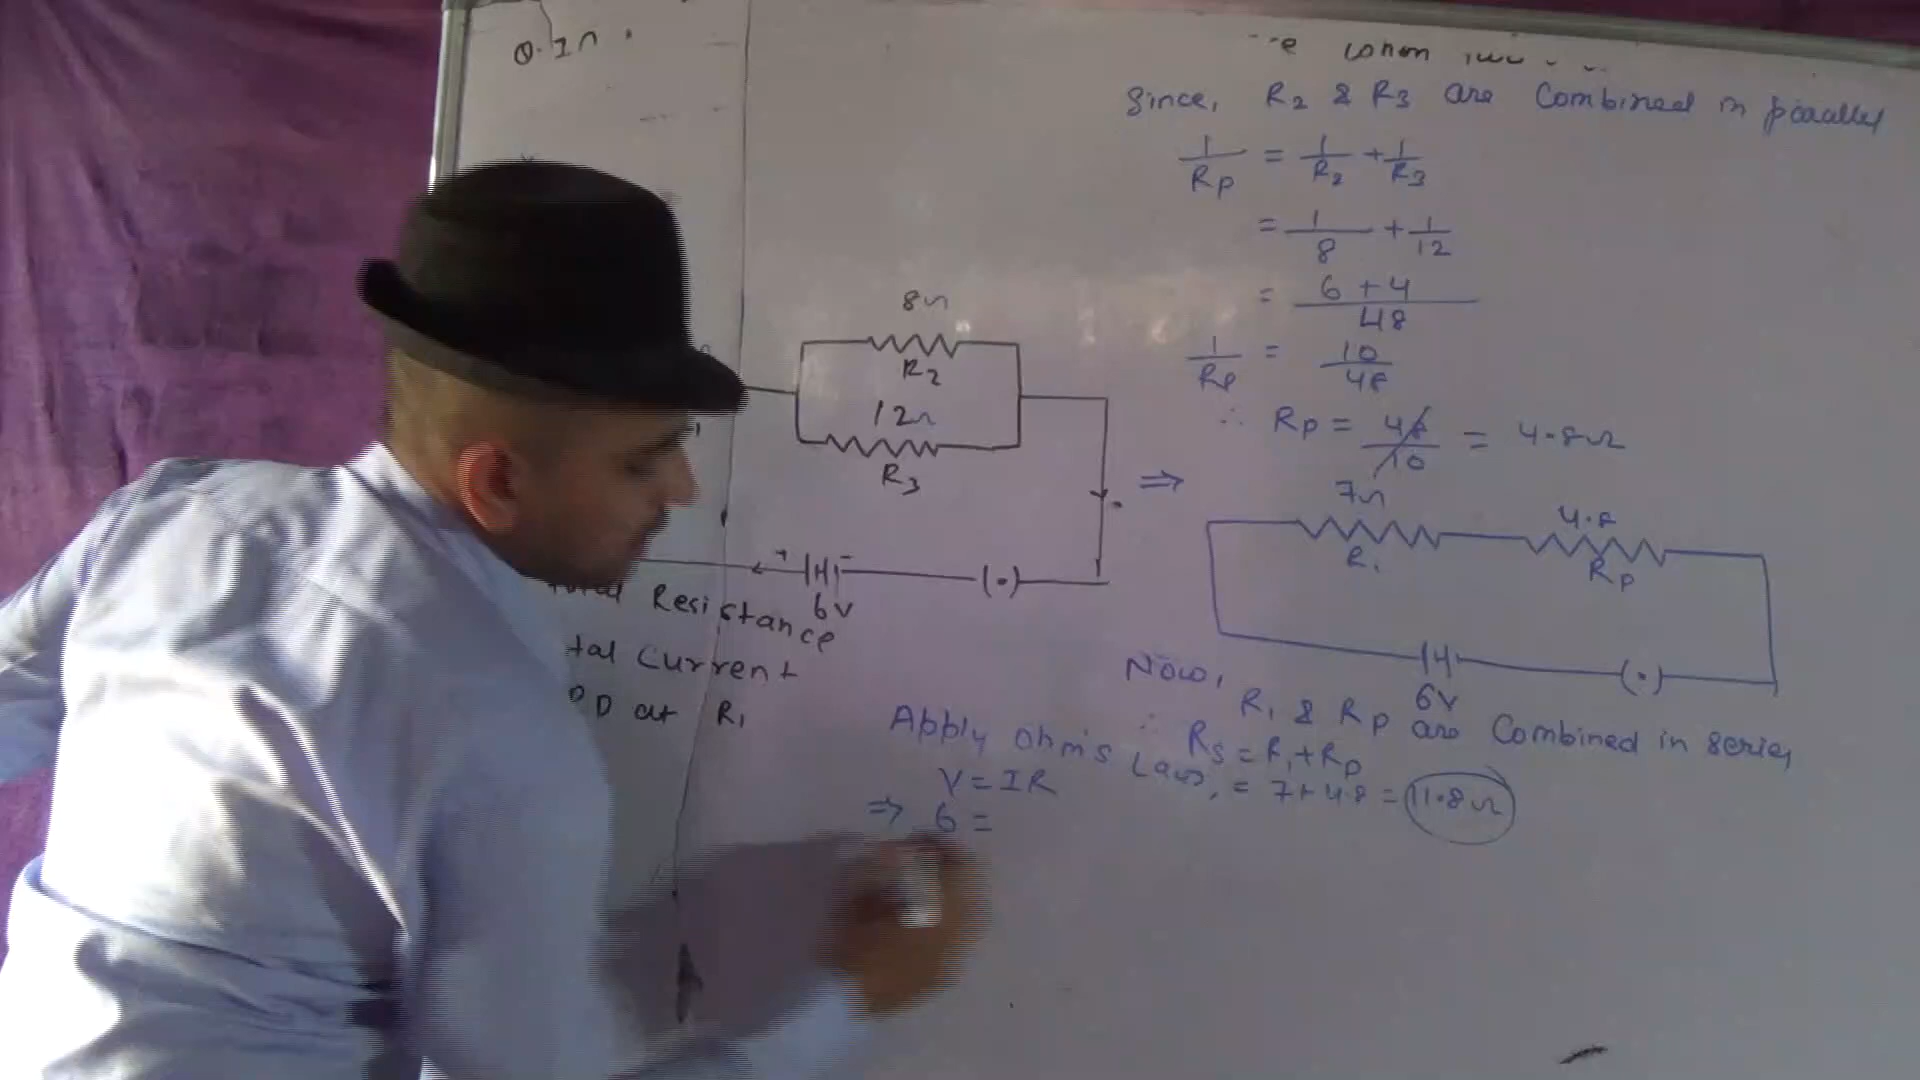 Q.
when
Since, R2 & R3 are Combined in parallel
1/Rp = 1/R2 + 1/R3
= 1/8 + 1/12
= 6 + 4/48
1/Rp = 10/48
∴ Rp = 48/10 = 4.8Ω
8Ω
R2
12Ω
R3
+ -
6V
(.)
⇒
7Ω
R1
4.8
Rp
6V
(.)
Resistance
tal Current
PD at R1
Now,
R1 & Rp are Combined in series
∴ Rs = R1 + Rp
= 7 + 4.8 = 11.8Ω
Apply ohm's Law,
V = IR
⇒ 6 =